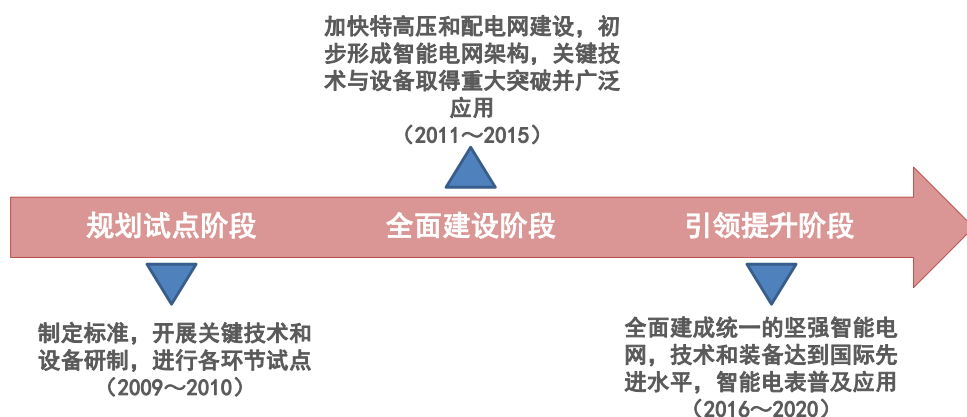 加快特高压和配电网建设，初
步形成智能电网架构，关键技
术与设备取得重大突破并广泛
应用
（2011～2015）
规划试点阶段
全面建设阶段
引领提升阶段
制定标准，开展关键技术和
设备研制，进行各环节试点
（2009～2010）
全面建成统一的坚强智能电
网，技术和装备达到国际先
进水平，智能电表普及应用
（2016～2020）